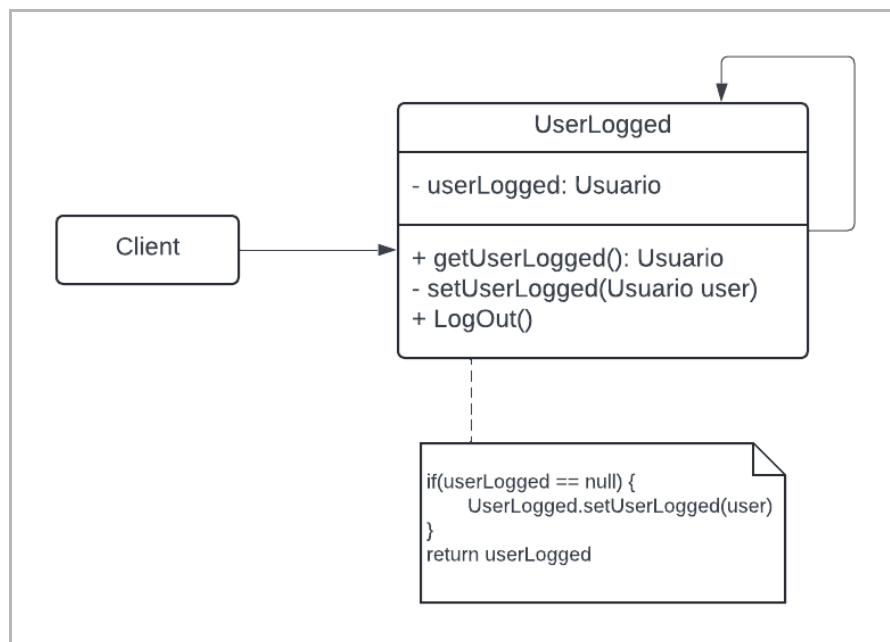 UserLogged
- userLogged: Usuario
Client
+ getUserLogged(): Usuario
- setUserLogged(Usuario user)
+ LogOut()
if(userLogged == null) {
UserLogged.setUserLogged(user)
}
return userLogged